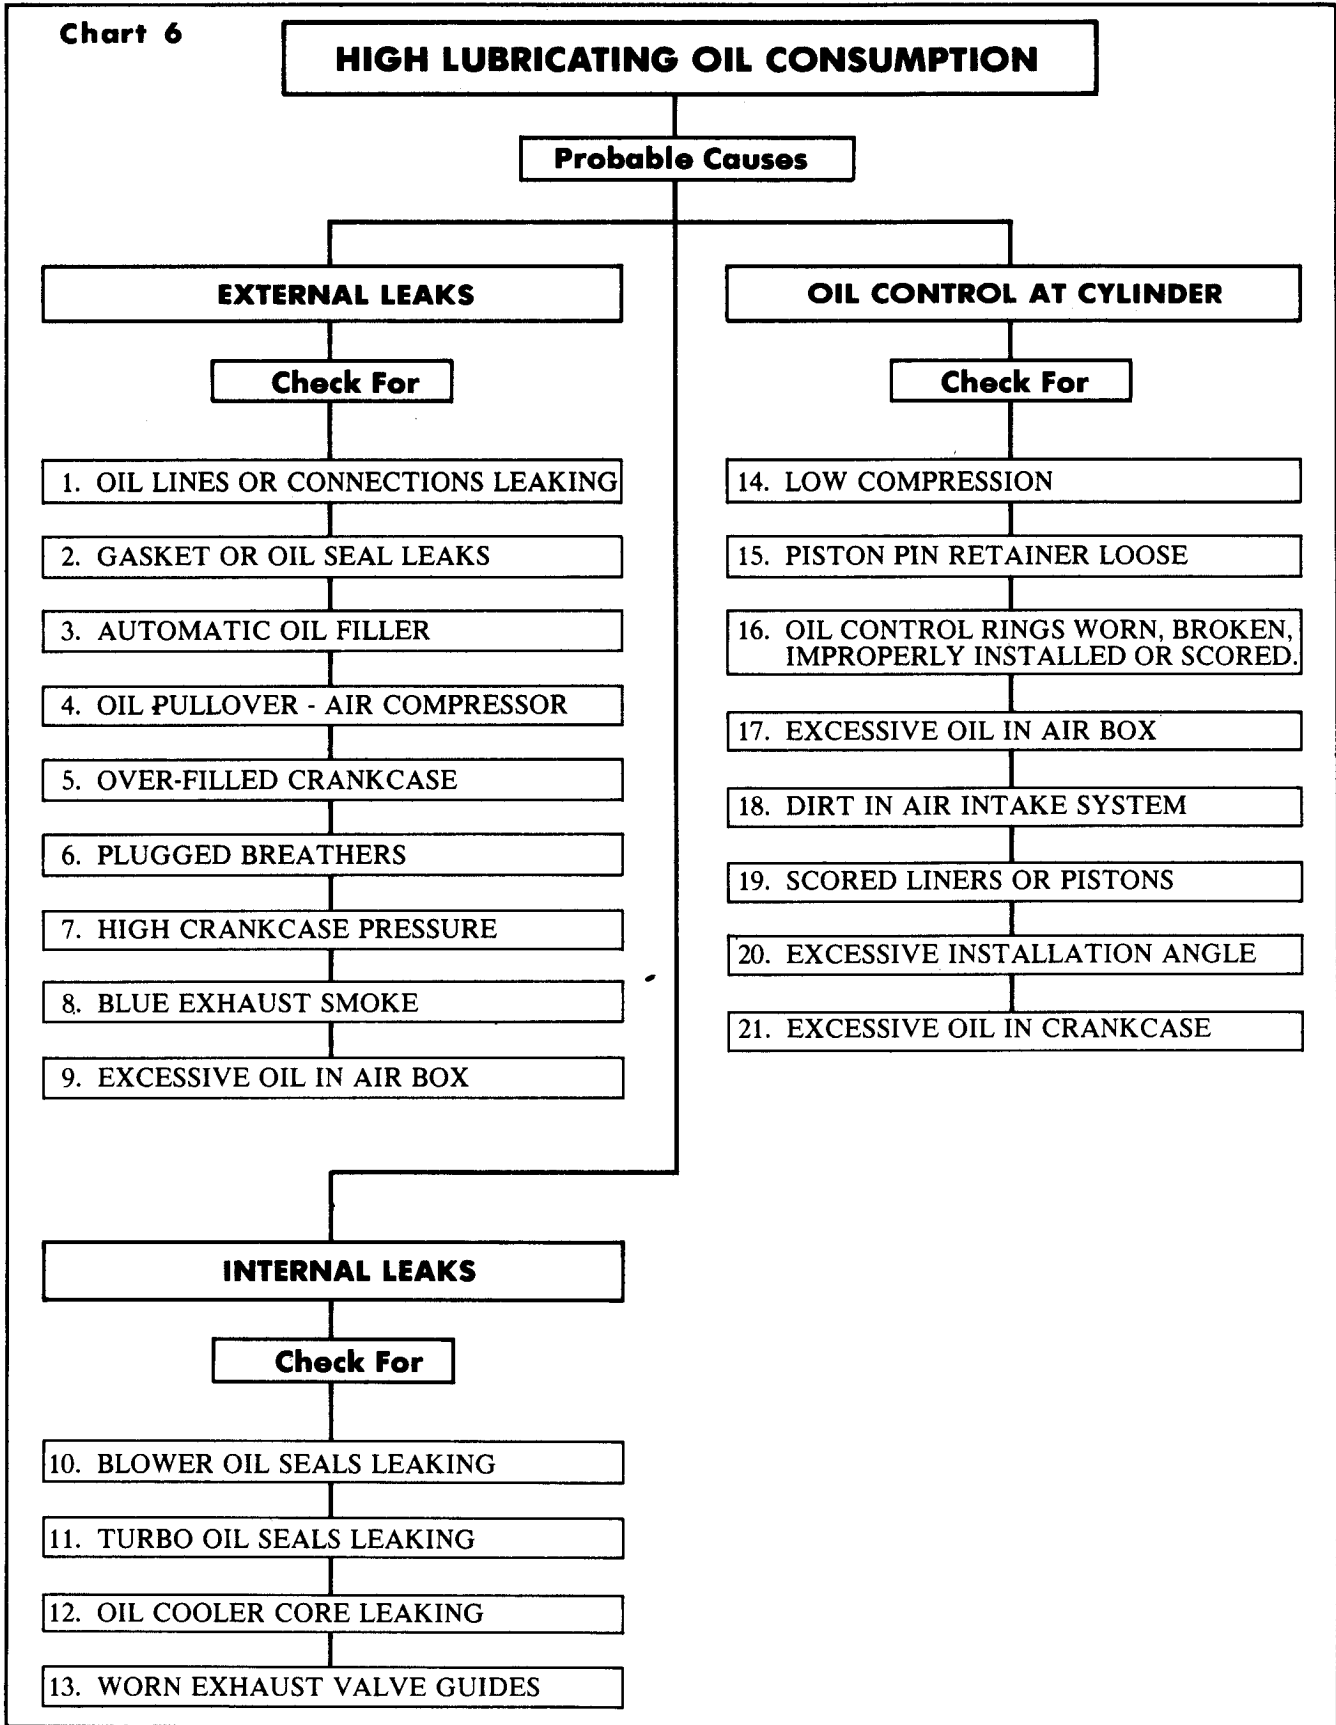 Chart 6
HIGH LUBRICATING OIL CONSUMPTION
Probable Causes
EXTERNAL LEAKS
Check For
1. OIL LINES OR CONNECTIONS LEAKING
2. GASKET OR OIL SEAL LEAKS
3. AUTOMATIC OIL FILLER
4. OIL PULLOVER - AIR COMPRESSOR
5. OVER-FILLED CRANKCASE
6. PLUGGED BREATHERS
7. HIGH CRANKCASE PRESSURE
8. BLUE EXHAUST SMOKE
9. EXCESSIVE OIL IN AIR BOX
INTERNAL LEAKS
Check For
10. BLOWER OIL SEALS LEAKING
11. TURBO OIL SEALS LEAKING
12. OIL COOLER CORE LEAKING
13. WORN EXHAUST VALVE GUIDES
OIL CONTROL AT CYLINDER
Check For
14. LOW COMPRESSION
15. PISTON PIN RETAINER LOOSE
16. OIL CONTROL RINGS WORN, BROKEN,
IMPROPERLY INSTALLED OR SCORED.
17. EXCESSIVE OIL IN AIR BOX
18. DIRT IN AIR INTAKE SYSTEM
19. SCORED LINERS OR PISTONS
20. EXCESSIVE INSTALLATION ANGLE
21. EXCESSIVE OIL IN CRANKCASE